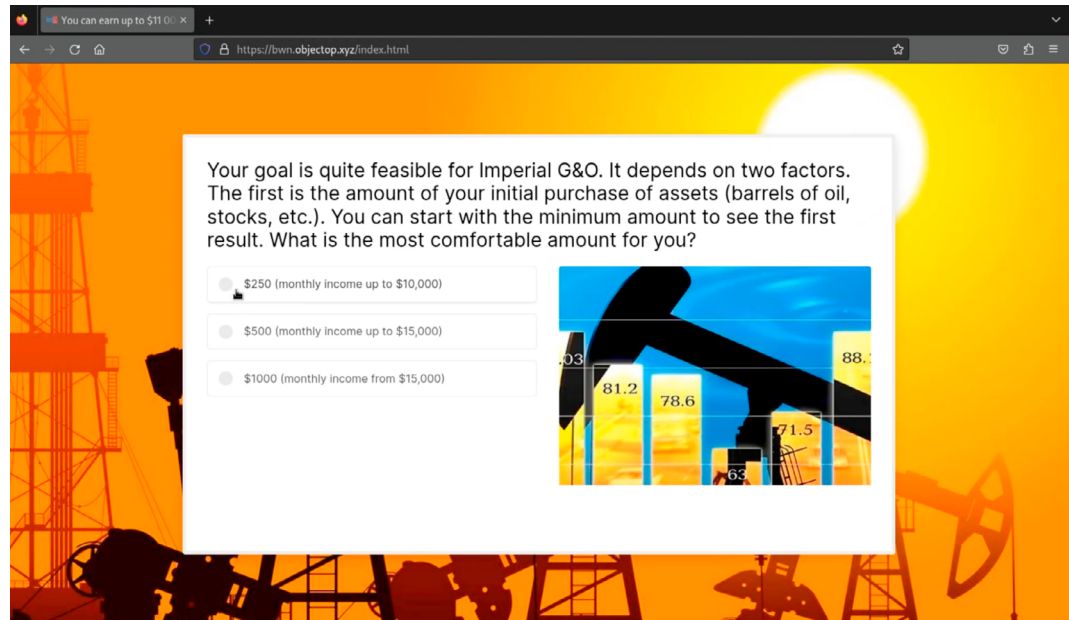 You can earn up to $11 00
https://bwn.objectop.xyz/index.html
Your goal is quite feasible for Imperial G&O. It depends on two factors.
The first is the amount of your initial purchase of assets (barrels of oil,
stocks, etc.). You can start with the minimum amount to see the first
result. What is the most comfortable amount for you?
$250 (monthly income up to $10,000)
$500 (monthly income up to $15,000)
$1000 (monthly income from $15,000)
.03
81.2
78.6
63
71.5
88.